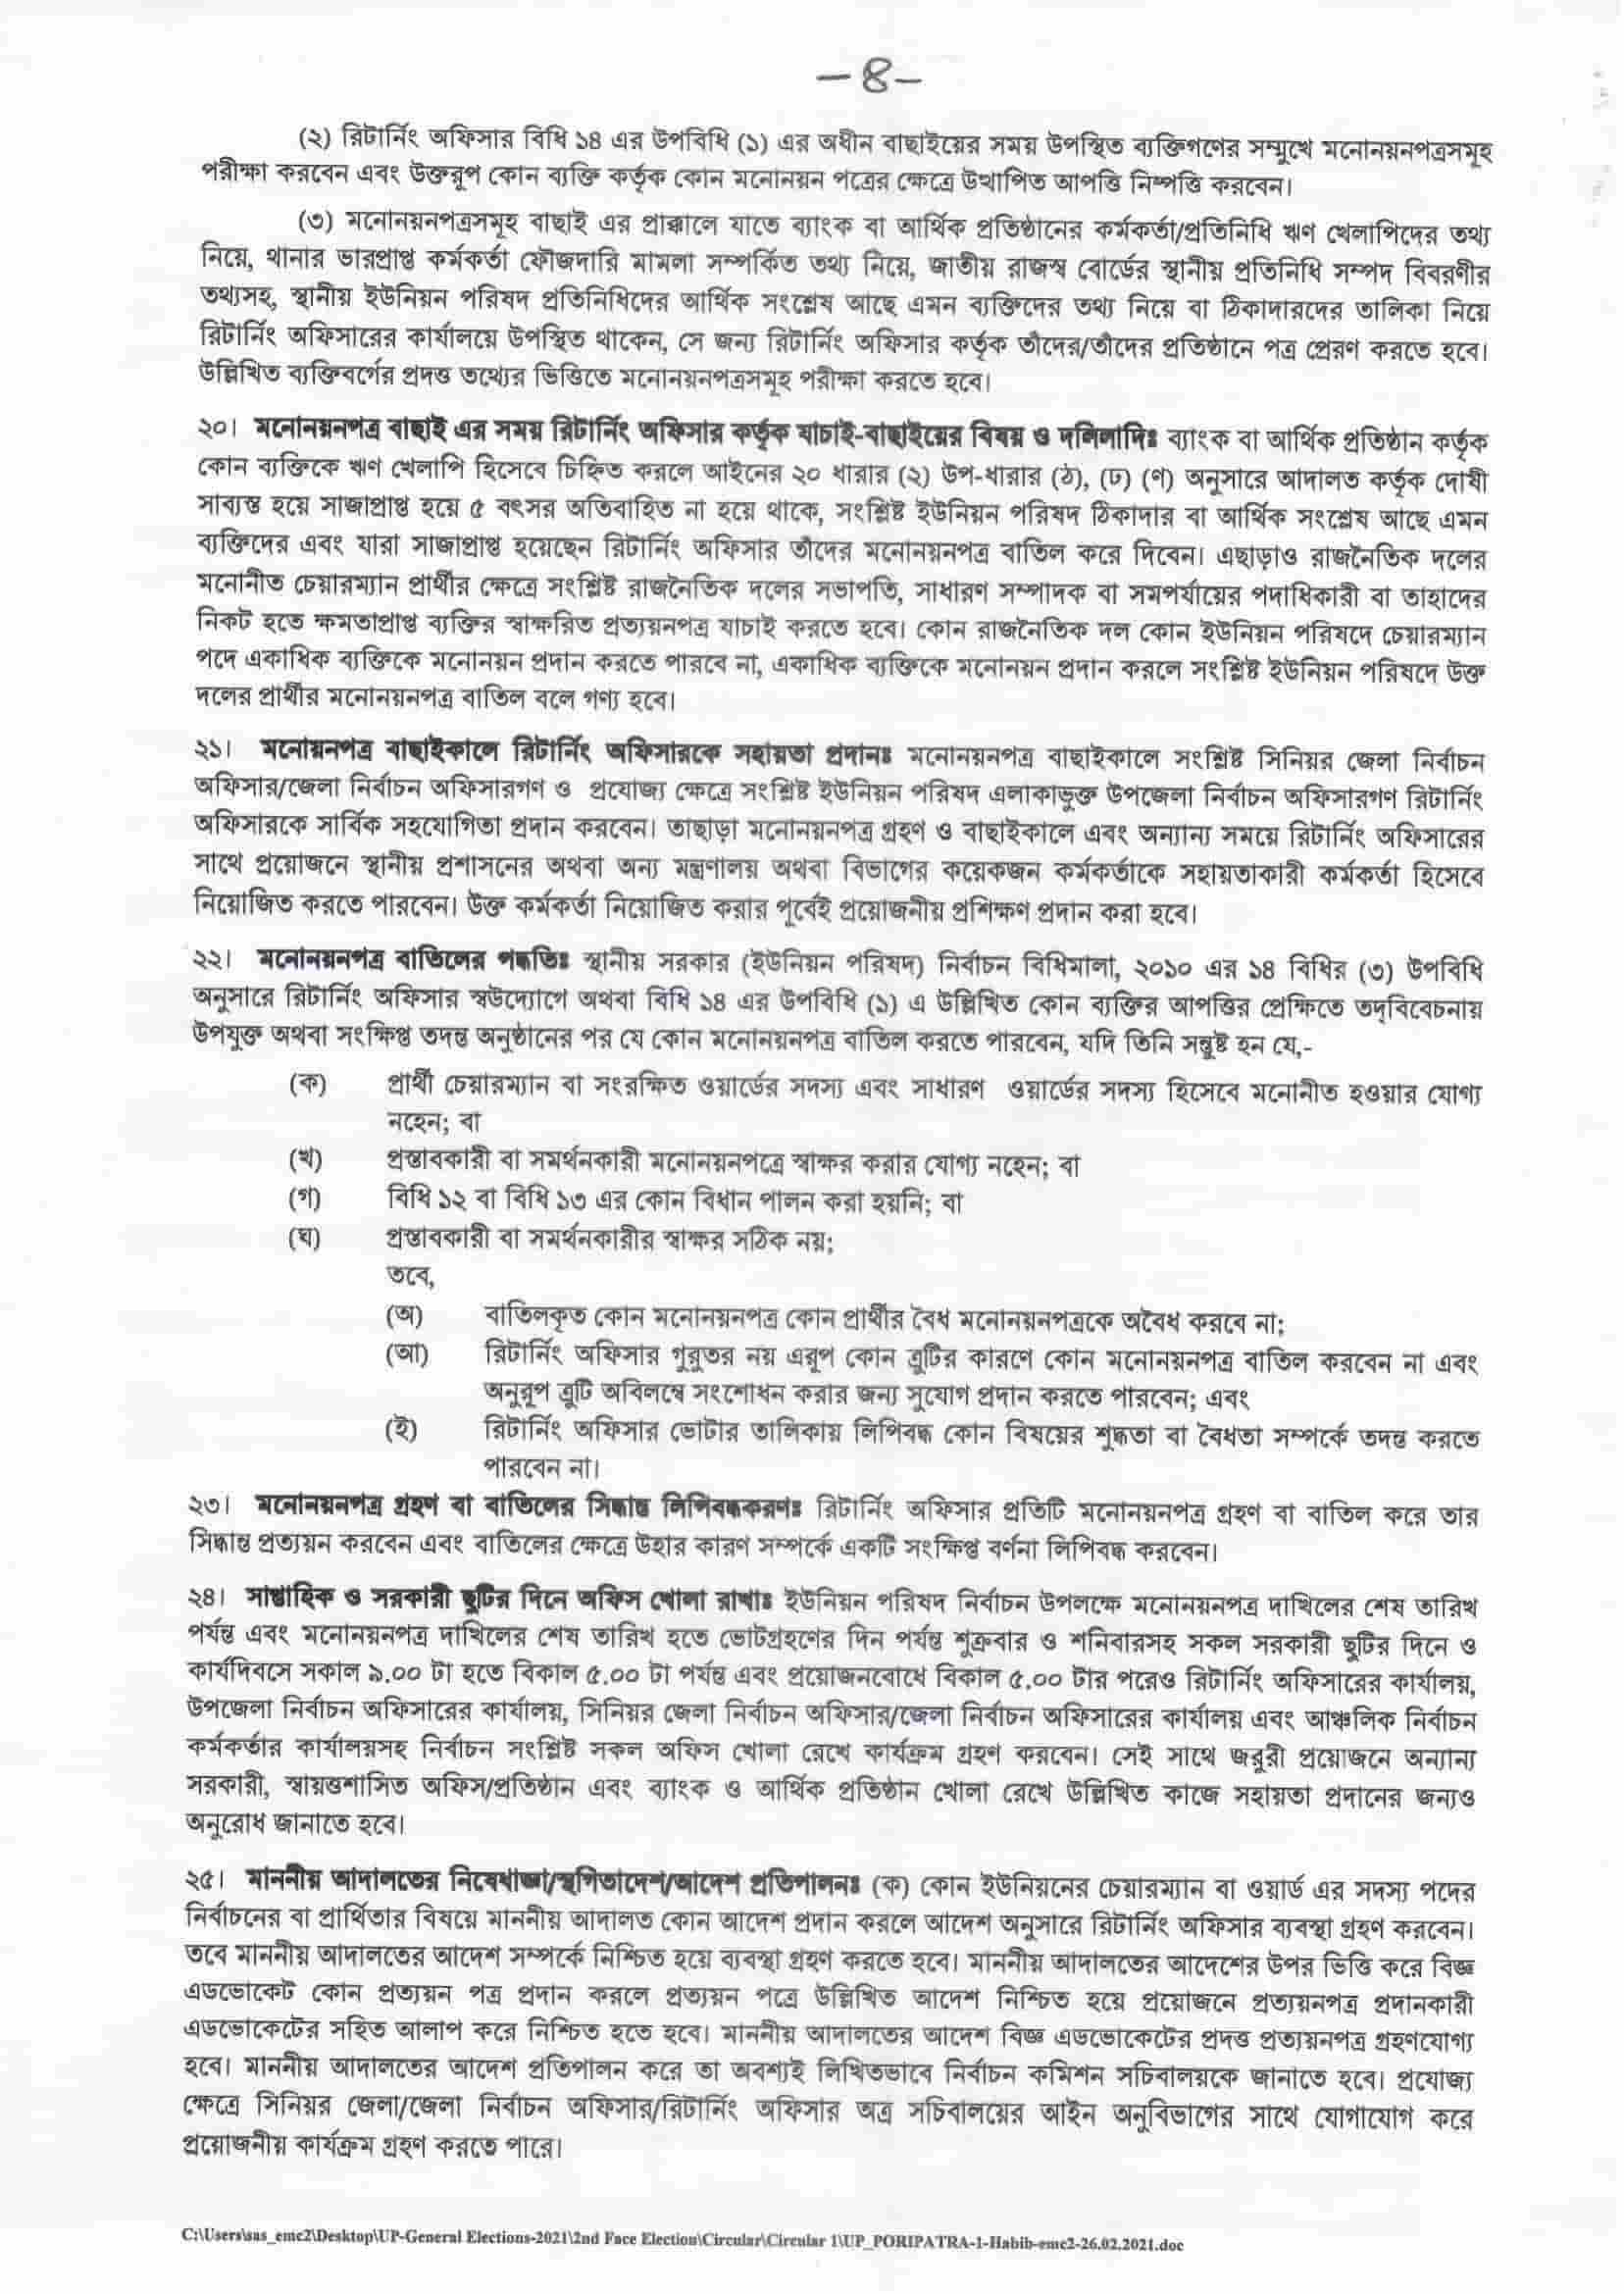 -৪-
(২) রিটার্নিং অফিসার বিধি ১৪ এর উপবিধি (১) এর অধীন বাছাইয়ের সময় উপস্থিত ব্যক্তিগণের সম্মুখে মনোনয়নপত্রসমূহ
পরীক্ষা করবেন এবং উক্তরূপ কোন ব্যক্তি কর্তৃক কোন মনোনয়ন পত্রের ক্ষেত্রে উত্থাপিত আপত্তি নিষ্পত্তি করবেন।
(৩) মনোনয়নপত্রসমূহ বাছাই এর প্রাক্কালে যাতে ব্যাংক বা আর্থিক প্রতিষ্ঠানের কর্মকর্তা/প্রতিনিধি ঋণ খেলাপিদের তথ্য
নিয়ে, থানার ভারপ্রাপ্ত কর্মকর্তা ফৌজদারি মামলা সম্পর্কিত তথ্য নিয়ে, জাতীয় রাজস্ব বোর্ডের স্থানীয় প্রতিনিধি সম্পদ বিবরণীর
তথ্যসহ, স্থানীয় ইউনিয়ন পরিষদ প্রতিনিধিদের আর্থিক সংশ্লেষ আছে এমন ব্যক্তিদের তথ্য নিয়ে বা ঠিকাদারদের তালিকা নিয়ে
রিটার্নিং অফিসারের কার্যালয়ে উপস্থিত থাকেন, সে জন্য রিটার্নিং অফিসার কর্তৃক তাঁদের/তাঁদের প্রতিষ্ঠানে পত্র প্রেরণ করতে হবে।
উল্লিখিত ব্যক্তিবর্গের প্রদত্ত তথ্যের ভিত্তিতে মনোনয়নপত্রসমূহ পরীক্ষা করতে হবে।
২০। মনোনয়নপত্র বাছাই এর সময় রিটার্নিং অফিসার কর্তৃক যাচাই-বাছাইয়ের বিষয় ও দলিলাদিঃ ব্যাংক বা আর্থিক প্রতিষ্ঠান কর্তৃক
কোন ব্যক্তিকে ঋণ খেলাপি হিসেবে চিহ্নিত করলে আইনের ২০ ধারার (২) উপ-ধারার (ঠ), (ঢ) (ণ) অনুসারে আদালত কর্তৃক দোষী
সাব্যস্ত হয়ে সাজাপ্রাপ্ত হয়ে ৫ বৎসর অতিবাহিত না হয়ে থাকে, সংশ্লিষ্ট ইউনিয়ন পরিষদ ঠিকাদার বা আর্থিক সংশ্লেষ আছে এমন
ব্যক্তিদের এবং যারা সাজাপ্রাপ্ত হয়েছেন রিটার্নিং অফিসার তাঁদের মনোনয়নপত্র বাতিল করে দিবেন। এছাড়াও রাজনৈতিক দলের
মনোনীত চেয়ারম্যান প্রার্থীর ক্ষেত্রে সংশ্লিষ্ট রাজনৈতিক দলের সভাপতি, সাধারণ সম্পাদক বা সমপর্যায়ের পদাধিকারী বা তাহাদের
নিকট হতে ক্ষমতাপ্রাপ্ত ব্যক্তির স্বাক্ষরিত প্রত্যয়নপত্র যাচাই করতে হবে। কোন রাজনৈতিক দল কোন ইউনিয়ন পরিষদে চেয়ারম্যান
পদে একাধিক ব্যক্তিকে মনোনয়ন প্রদান করতে পারবে না, একাধিক ব্যক্তিকে মনোনয়ন প্রদান করলে সংশ্লিষ্ট ইউনিয়ন পরিষদে উক্ত
দলের প্রার্থীর মনোনয়নপত্র বাতিল বলে গণ্য হবে।
২১। মনোয়নপত্র বাছাইকালে রিটার্নিং অফিসারকে সহায়তা প্রদানঃ মনোনয়নপত্র বাছাইকালে সংশ্লিষ্ট সিনিয়র জেলা নির্বাচন
অফিসার/জেলা নির্বাচন অফিসারগণ ও প্রযোজ্য ক্ষেত্রে সংশ্লিষ্ট ইউনিয়ন পরিষদ এলাকাভুক্ত উপজেলা নির্বাচন অফিসারগণ রিটার্নিং
অফিসারকে সার্বিক সহযোগিতা প্রদান করবেন। তাছাড়া মনোনয়নপত্র গ্রহণ ও বাছাইকালে এবং অন্যান্য সময়ে রিটার্নিং অফিসারের
সাথে প্রয়োজনে স্থানীয় প্রশাসনের অথবা অন্য মন্ত্রণালয় অথবা বিভাগের কয়েকজন কর্মকর্তাকে সহায়তাকারী কর্মকর্তা হিসেবে
নিয়োজিত করতে পারবেন। উক্ত কর্মকর্তা নিয়োজিত করার পূর্বেই প্রয়োজনীয় প্রশিক্ষণ প্রদান করা হবে।
২২। মনোনয়নপত্র বাতিলের পদ্ধতিঃ স্থানীয় সরকার (ইউনিয়ন পরিষদ) নির্বাচন বিধিমালা, ২০১০ এর ১৪ বিধির (৩) উপবিধি
অনুসারে রিটার্নিং অফিসার স্বউদ্যোগে অথবা বিধি ১৪ এর উপবিধি (১) এ উল্লিখিত কোন ব্যক্তির আপত্তির প্রেক্ষিতে তদ্‌বিবেচনায়
উপযুক্ত অথবা সংক্ষিপ্ত তদন্ত অনুষ্ঠানের পর যে কোন মনোনয়নপত্র বাতিল করতে পারবেন, যদি তিনি সন্তুষ্ট হন যে,-
(ক) প্রার্থী চেয়ারম্যান বা সংরক্ষিত ওয়ার্ডের সদস্য এবং সাধারণ ওয়ার্ডের সদস্য হিসেবে মনোনীত হওয়ার যোগ্য
নহেন; বা
(খ) প্রস্তাবকারী বা সমর্থনকারী মনোনয়নপত্রে স্বাক্ষর করার যোগ্য নহেন; বা
(গ) বিধি ১২ বা বিধি ১৩ এর কোন বিধান পালন করা হয়নি; বা
(ঘ) প্রস্তাবকারী বা সমর্থনকারীর স্বাক্ষর সঠিক নয়;
তবে,
(অ) বাতিলকৃত কোন মনোনয়নপত্র কোন প্রার্থীর বৈধ মনোনয়নপত্রকে অবৈধ করবে না;
(আ) রিটার্নিং অফিসার গুরুতর নয় এরূপ কোন ত্রুটির কারণে কোন মনোনয়নপত্র বাতিল করবেন না এবং
অনুরূপ ত্রুটি অবিলম্বে সংশোধন করার জন্য সুযোগ প্রদান করতে পারবেন; এবং
(ই) রিটার্নিং অফিসার ভোটার তালিকায় লিপিবদ্ধ কোন বিষয়ের শুদ্ধতা বা বৈধতা সম্পর্কে তদন্ত করতে
পারবেন না।
২৩। মনোনয়নপত্র গ্রহণ বা বাতিলের সিদ্ধান্ত লিপিবদ্ধকরণঃ রিটার্নিং অফিসার প্রতিটি মনোনয়নপত্র গ্রহণ বা বাতিল করে তার
সিদ্ধান্ত প্রত্যয়ন করবেন এবং বাতিলের ক্ষেত্রে উহার কারণ সম্পর্কে একটি সংক্ষিপ্ত বর্ণনা লিপিবদ্ধ করবেন।
২৪। সাপ্তাহিক ও সরকারী ছুটির দিনে অফিস খোলা রাখাঃ ইউনিয়ন পরিষদ নির্বাচন উপলক্ষে মনোনয়নপত্র দাখিলের শেষ তারিখ
পর্যন্ত এবং মনোনয়নপত্র দাখিলের শেষ তারিখ হতে ভোটগ্রহণের দিন পর্যন্ত শুক্রবার ও শনিবারসহ সকল সরকারী ছুটির দিনে ও
কার্যদিবসে সকাল ৯.০০ টা হতে বিকাল ৫.০০ টা পর্যন্ত এবং প্রয়োজনবোধে বিকাল ৫.০০ টার পরেও রিটার্নিং অফিসারের কার্যালয়,
উপজেলা নির্বাচন অফিসারের কার্যালয়, সিনিয়র জেলা নির্বাচন অফিসার/জেলা নির্বাচন অফিসারের কার্যালয় এবং আঞ্চলিক নির্বাচন
কর্মকর্তার কার্যালয়সহ নির্বাচন সংশ্লিষ্ট সকল অফিস খোলা রেখে কার্যক্রম গ্রহণ করবেন। সেই সাথে জরুরী প্রয়োজনে অন্যান্য
সরকারী, স্বায়ত্তশাসিত অফিস/প্রতিষ্ঠান এবং ব্যাংক ও আর্থিক প্রতিষ্ঠান খোলা রেখে উল্লিখিত কাজে সহায়তা প্রদানের জন্যও
অনুরোধ জানাতে হবে।
২৫। মাননীয় আদালতের নিষেধাজ্ঞা/স্থগিতাদেশ/আদেশ প্রতিপালনঃ (ক) কোন ইউনিয়নের চেয়ারম্যান বা ওয়ার্ড এর সদস্য পদের
নির্বাচনের বা প্রার্থিতার বিষয়ে মাননীয় আদালত কোন আদেশ প্রদান করলে আদেশ অনুসারে রিটার্নিং অফিসার ব্যবস্থা গ্রহণ করবেন।
তবে মাননীয় আদালতের আদেশ সম্পর্কে নিশ্চিত হয়ে ব্যবস্থা গ্রহণ করতে হবে। মাননীয় আদালতের আদেশের উপর ভিত্তি করে বিজ্ঞ
এডভোকেট কোন প্রত্যয়ন পত্র প্রদান করলে প্রত্যয়ন পত্রে উল্লিখিত আদেশ নিশ্চিত হয়ে প্রয়োজনে প্রত্যয়নপত্র প্রদানকারী
এডভোকেটের সহিত আলাপ করে নিশ্চিত হতে হবে। মাননীয় আদালতের আদেশ বিজ্ঞ এডভোকেটের প্রদত্ত প্রত্যয়নপত্র গ্রহণযোগ্য
হবে। মাননীয় আদালতের আদেশ প্রতিপালন করে তা অবশ্যই লিখিতভাবে নির্বাচন কমিশন সচিবালয়কে জানাতে হবে। প্রযোজ্য
ক্ষেত্রে সিনিয়র জেলা/জেলা নির্বাচন অফিসার/রিটার্নিং অফিসার অত্র সচিবালয়ের আইন অনুবিভাগের সাথে যোগাযোগ করে
প্রয়োজনীয় কার্যক্রম গ্রহণ করতে পারে।
C:\Users\sas_emc2\Desktop\UP-General Elections-2021\2nd Face Election\Circular\Circular 1\UP_PORIPATRA-1-Habib-emc2-26.02.2021.doc